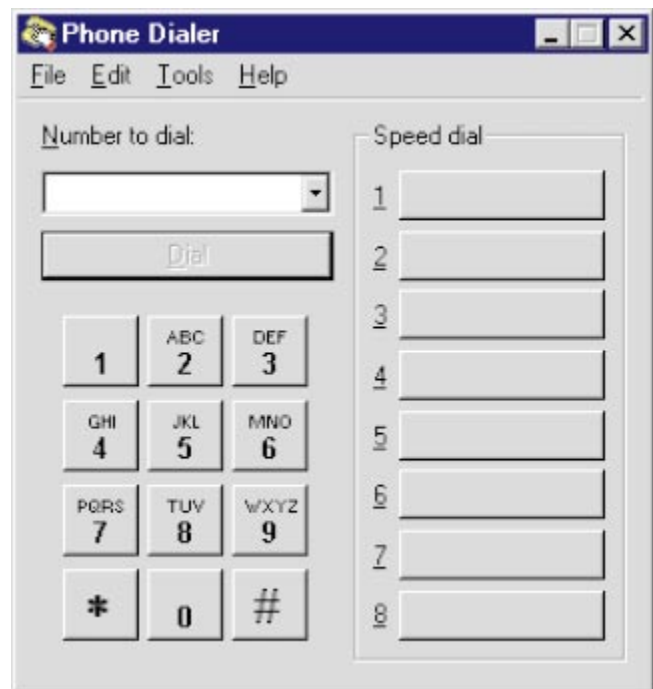 Phone Dialer
File Edit Tools Help
Number to dial:
Dial
1 ABC 2 DEF 3
GHI 4 JKL 5 MNO 6
PQRS 7 TUV 8 WXYZ 9
* 0 #
Speed dial
1
2
3
4
5
6
7
8